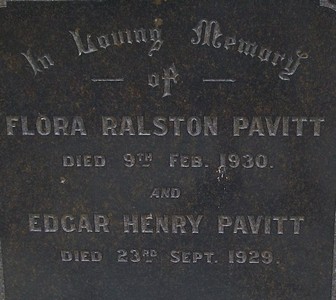 In Loving Memory
of
FLORA RALSTON PAVITT
DIED 9TH FEB. 1930.
AND
EDGAR HENRY PAVITT
DIED 23RD SEPT. 1929.